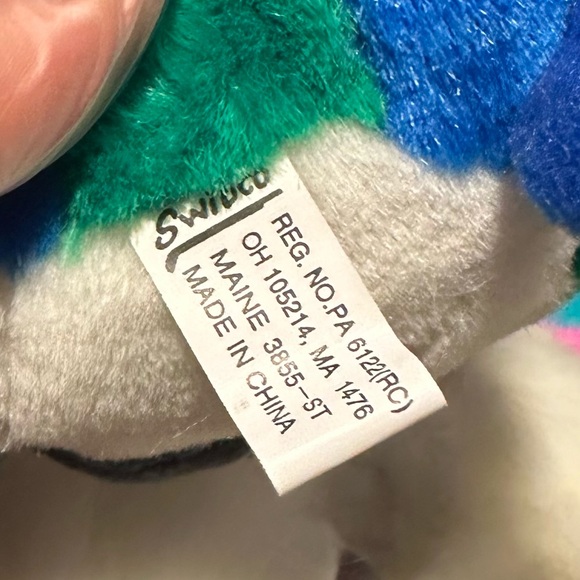 Swibco
REG. NO.PA 6122(RC)
OH 105214, MA 1476
MAINE 3855-ST
MADE IN CHINA